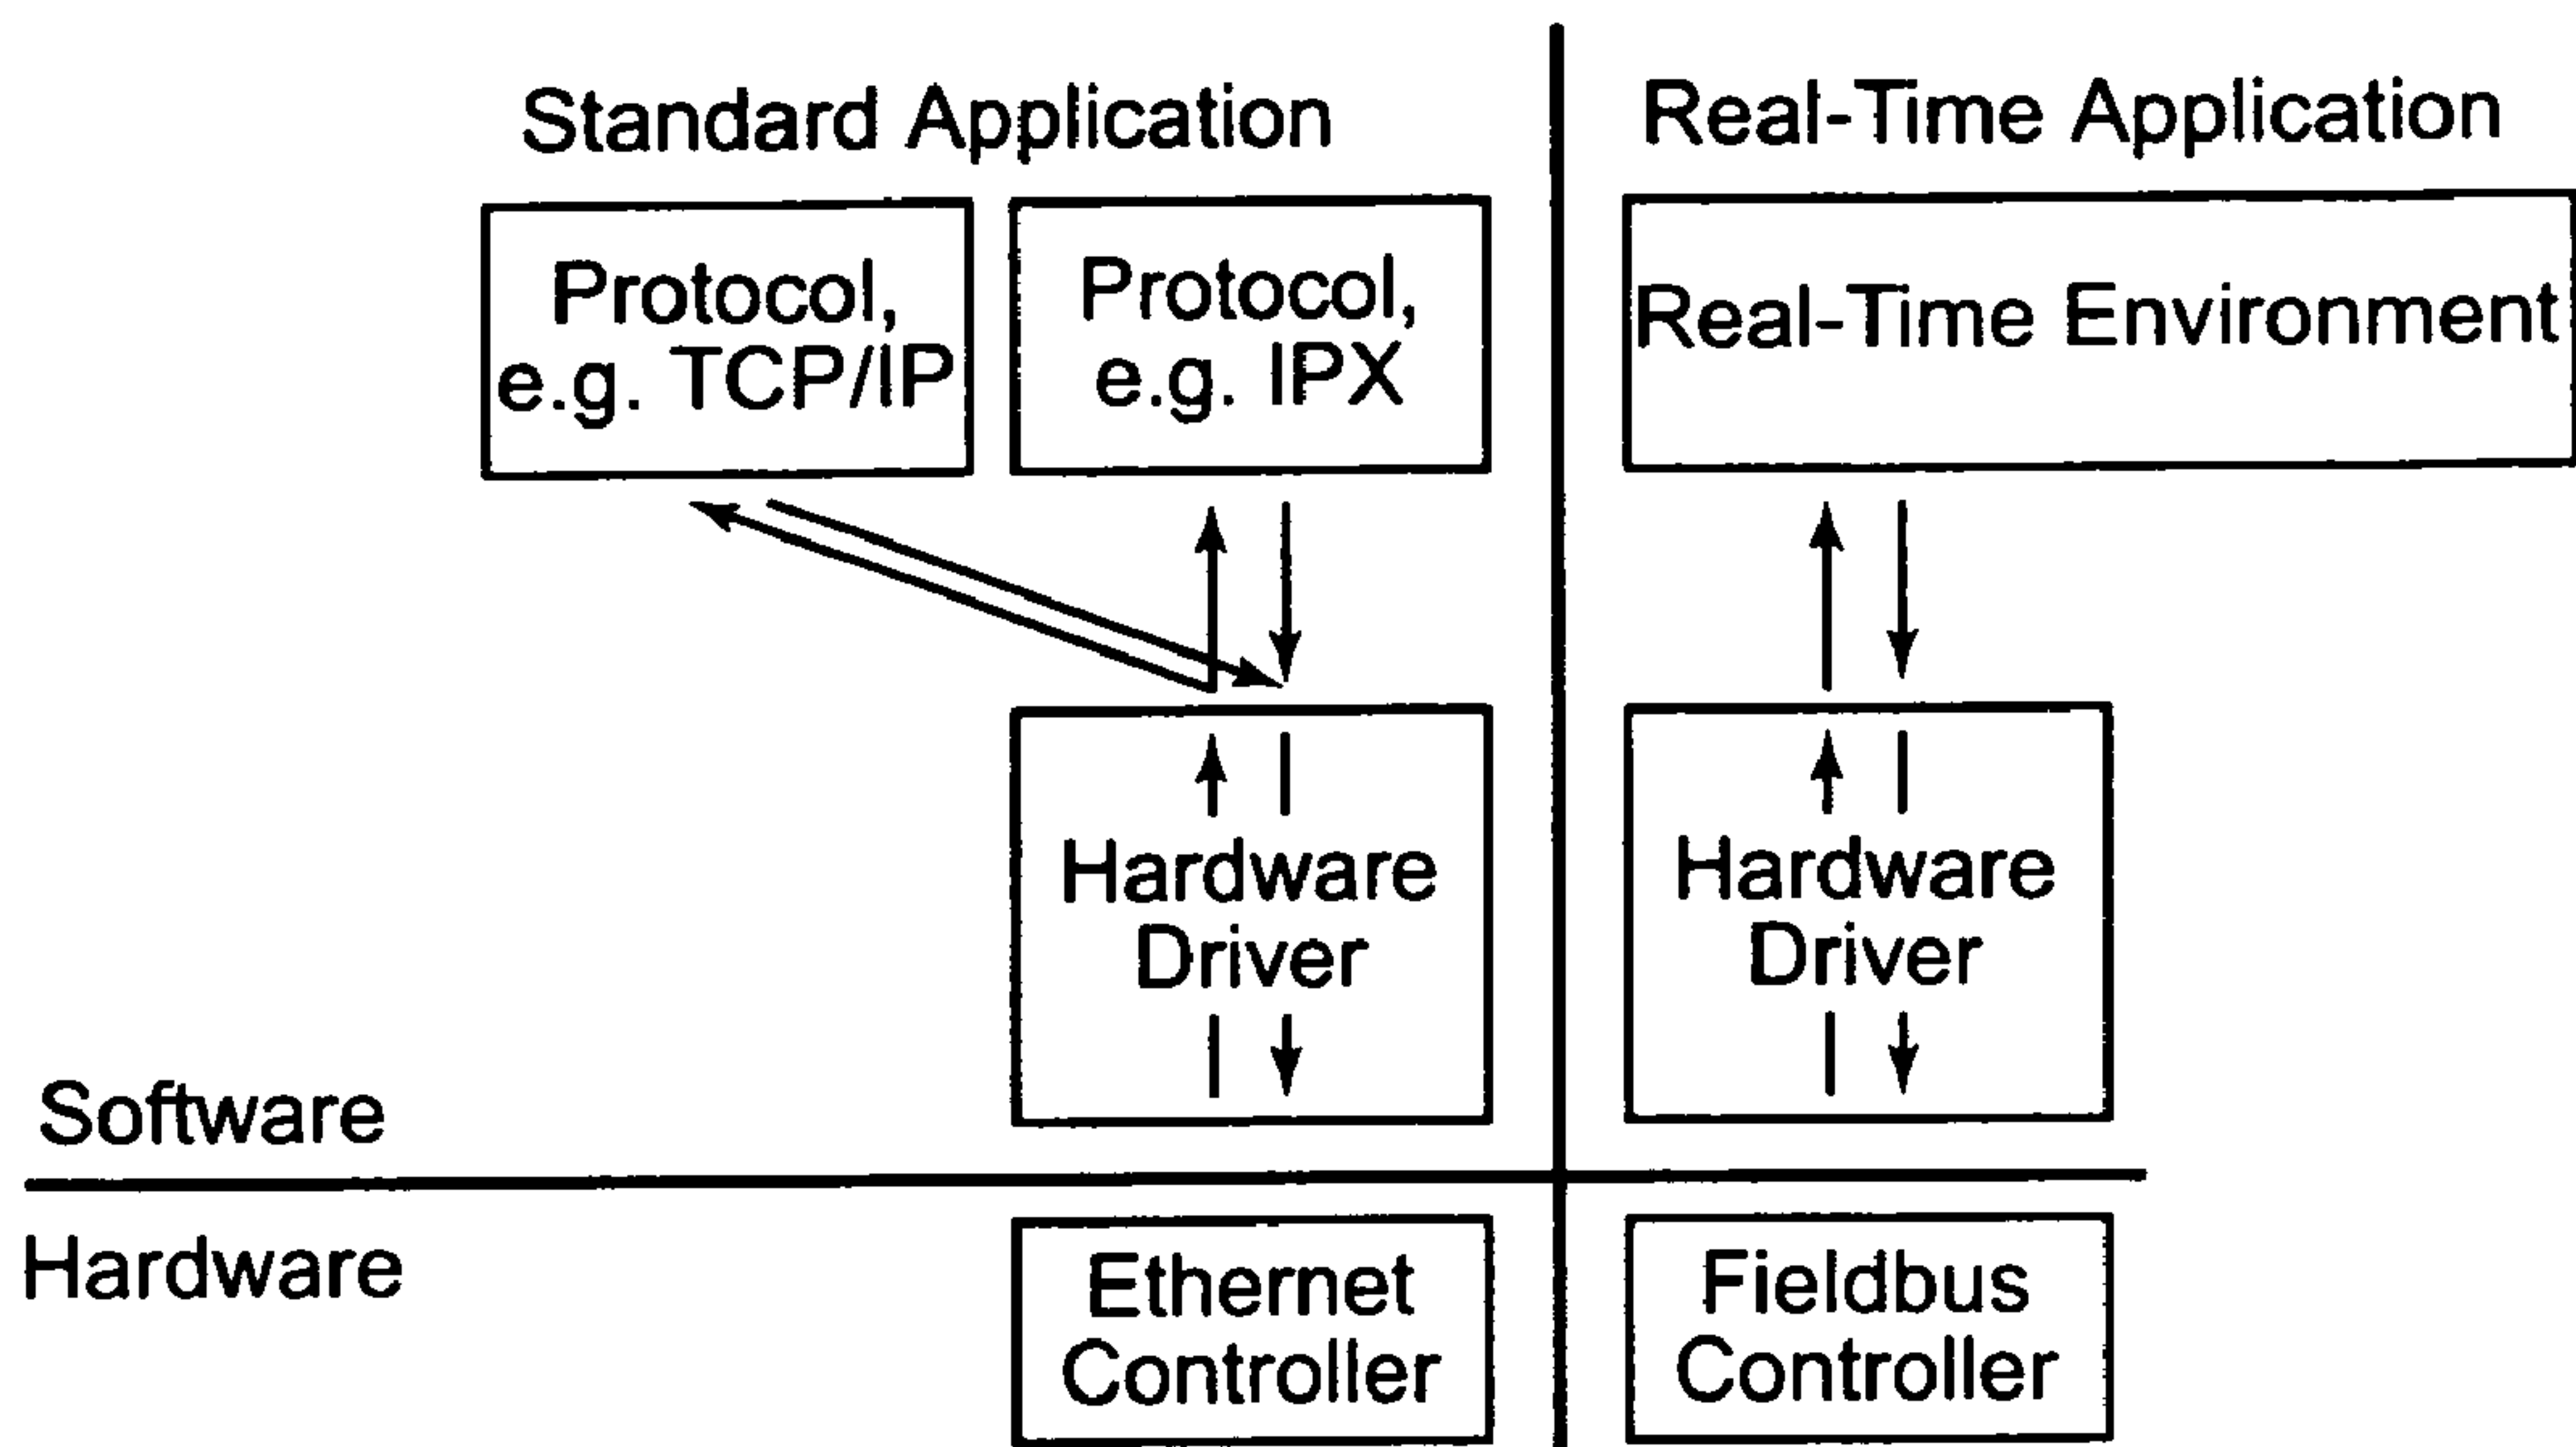 Standard Application
Real-Time Application
Protocol,
e.g. TCP/IP
Protocol,
e.g. IPX
Real-Time Environment
Hardware
Driver
Hardware
Driver
Software
Hardware
Ethernet
Controller
Fieldbus
Controller